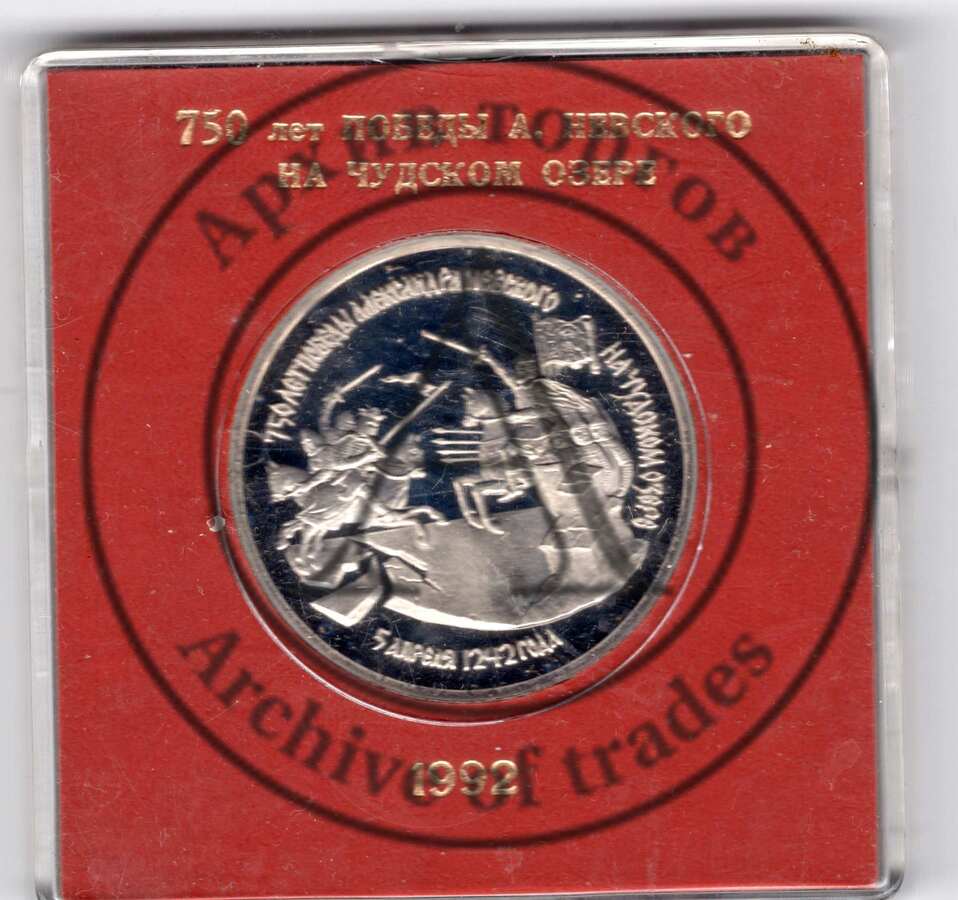 750 лет ПОБЕДЫ А. НЕВСКОГО
НА ЧУДСКОМ ОЗЕРЕ
Архив торгов
750 ЛЕТ ПОБЕДЫ АЛЕКСАНДРА НЕВСКОГО
НА ЧУДСКОМ ОЗЕРЕ
5 АПРЕЛЯ 1242 ГОДА
1992
Archive of trades